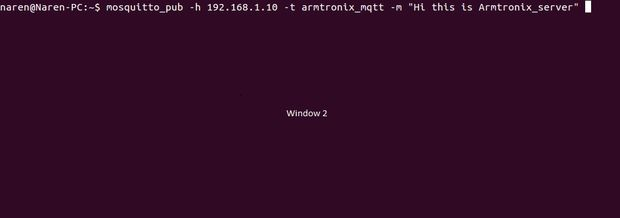 naren@Naren-PC:~$ mosquitto_pub -h 192.168.1.10 -t armtronix_mqtt -m "Hi this is Armtronix_server"
Window 2